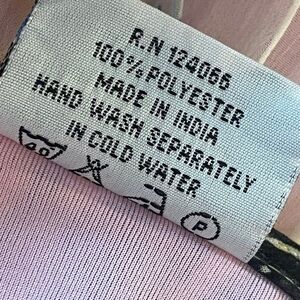 R.N 124066
100% POLYESTER
MADE IN INDIA
HAND WASH SEPARATELY
IN COLD WATER
P